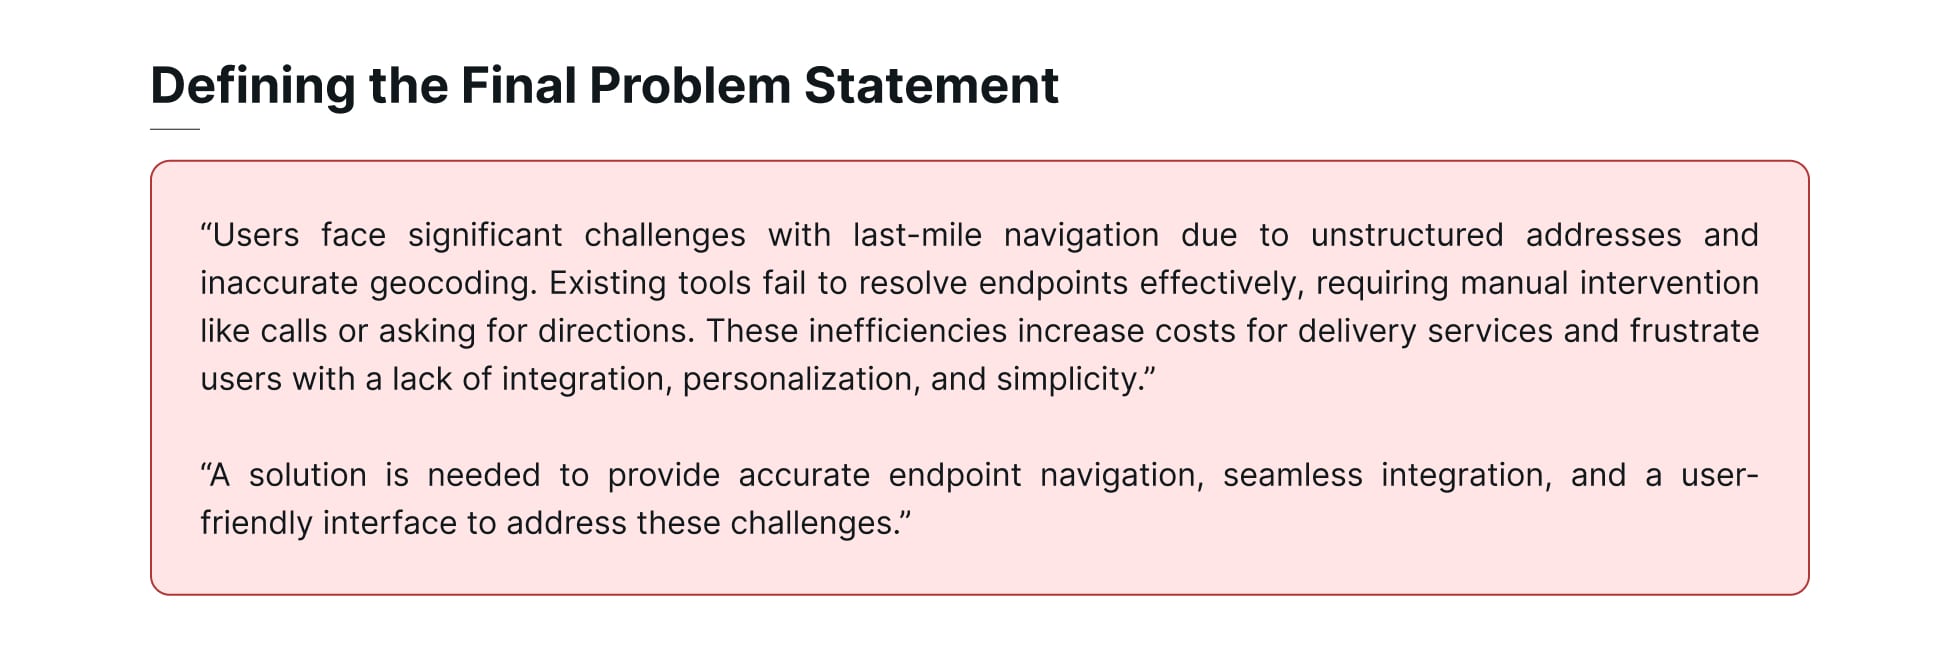 Defining the Final Problem Statement
“Users face significant challenges with last-mile navigation due to unstructured addresses and
inaccurate geocoding. Existing tools fail to resolve endpoints effectively, requiring manual intervention
like calls or asking for directions. These inefficiencies increase costs for delivery services and frustrate
users with a lack of integration, personalization, and simplicity.”
“A solution is needed to provide accurate endpoint navigation, seamless integration, and a user-
friendly interface to address these challenges.”